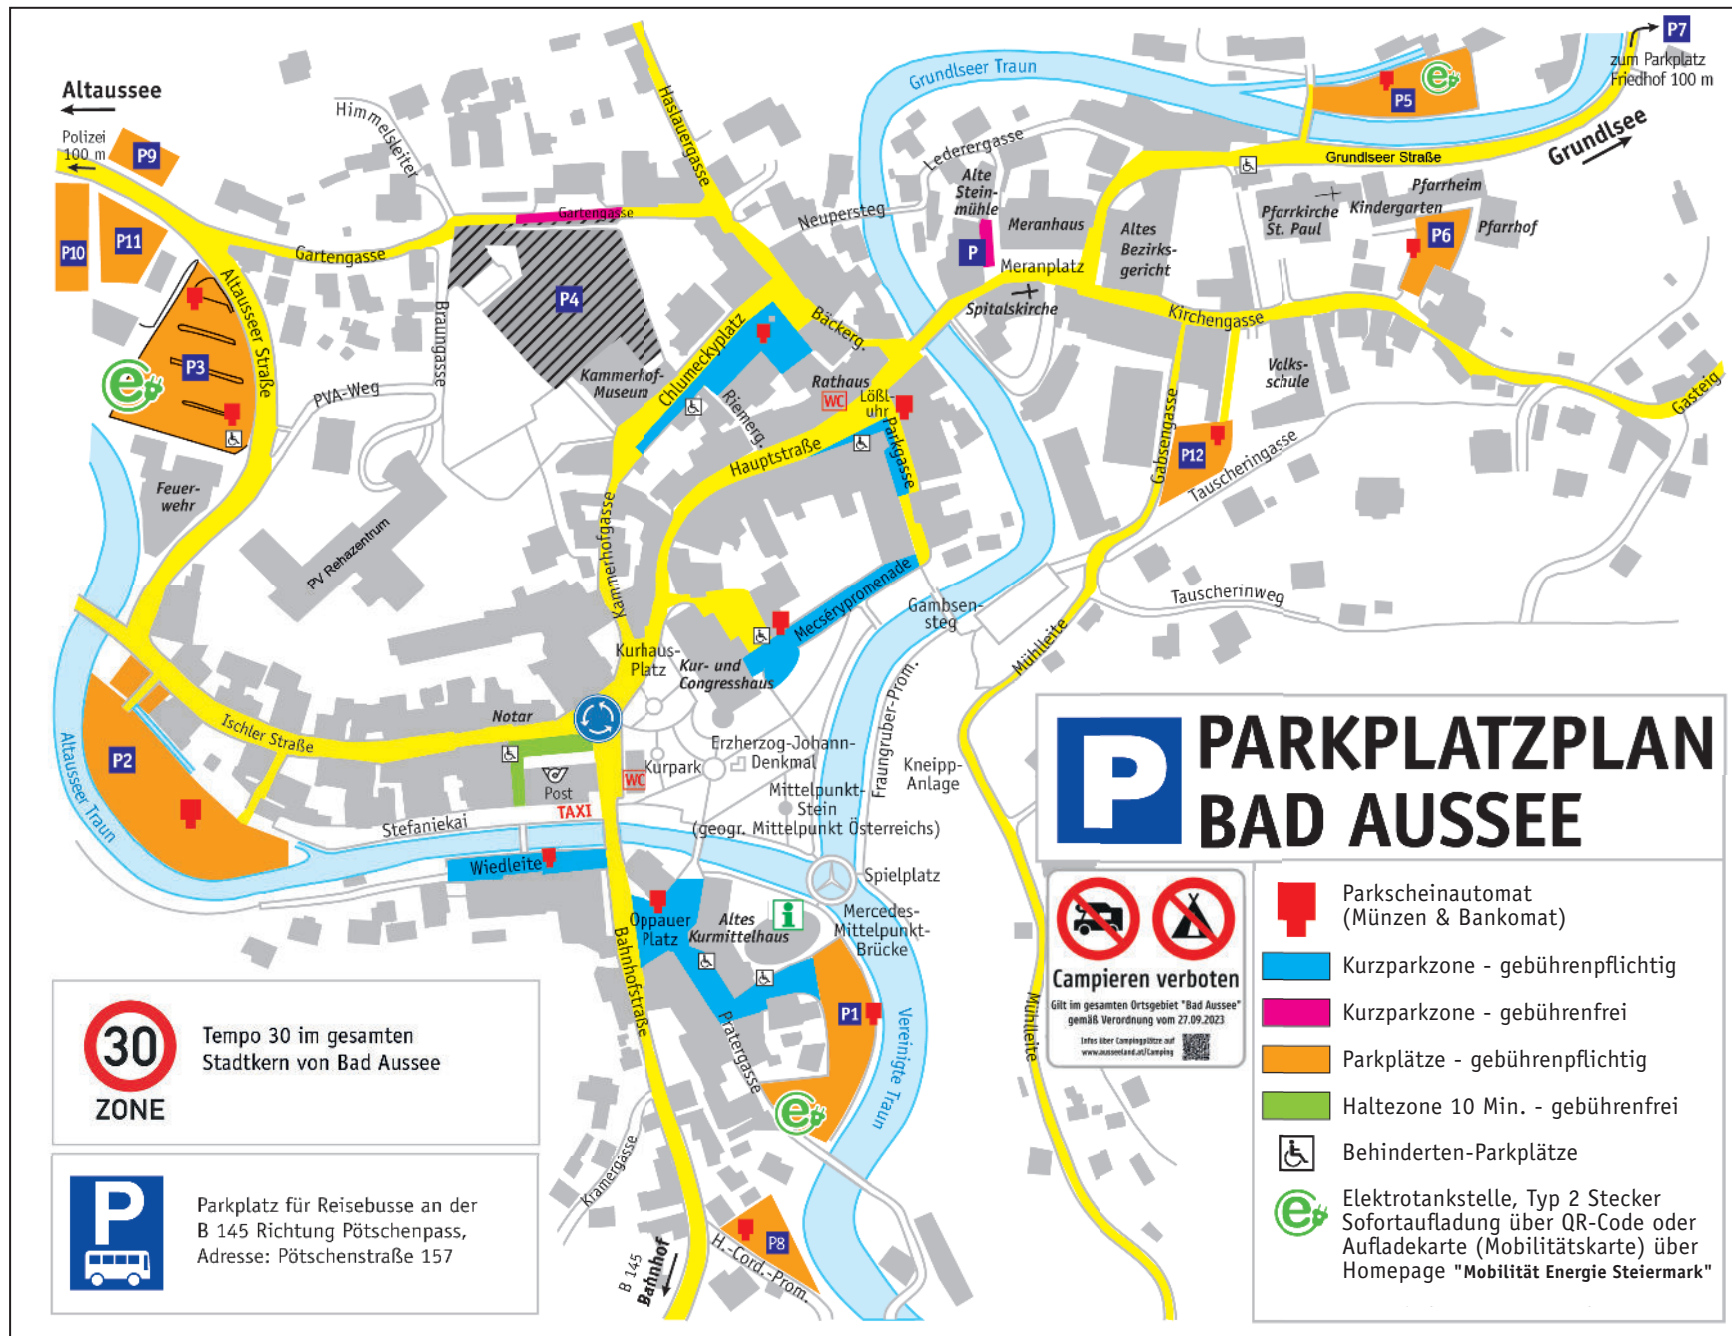 Altaussee
Polizei
100 m
P9
P10
P11
Himmelsleiter
Haslauergasse
Gartengasse
Gartengasse
Altausseer Straße
P3
P4
Braungasse
PVA-Weg
Kammerhof-
Museum
Chlumeckyplatz
Bäckerg.
Riemerg.
Rathaus
WC
Lößl-
uhr
Parkgasse
Hauptstraße
Kammerhofgasse
Feuer-
wehr
PV Rehazentrum
Grundlseer Traun
Lederergasse
Neupersteg
Alte
Stein-
mühle
P
Meranhaus
Meranplatz
Spitalskirche
Altes
Bezirks-
gericht
P5
P7
zum Parkplatz
Friedhof 100 m
Grundlsee
Grundlseer Straße
Pfarrheim
Kindergarten
Pfarrkirche
St. Paul
P6
Pfarrhof
Kirchengasse
Volks-
schule
Gasteig
Gabsengasse
P12
Tauscheringasse
Tauscherinweg
Mühlleite
Mecsérypromenade
Gambsen-
steg
Kurhaus-
Platz
Kur- und
Congresshaus
Notar
Ischler Straße
P2
Altausseer Traun
Post
TAXI
WC
Kurpark
Erzherzog-Johann-
Denkmal
Mittelpunkt-
Stein
(geogr. Mittelpunkt Österreichs)
Fraungruber-Prom.
Kneipp-
Anlage
Stefaniekai
Wiedleite
Spielplatz
Mercedes-
Mittelpunkt-
Brücke
Oppauer
Platz
Altes
Kurmittelhaus
i
Bahnhofstraße
P1
Pratergasse
Vereinigte Traun
Kramergasse
P8
H.-Cord.-Prom.
B 145
Bahnhof
Mühlleite
30
ZONE
Tempo 30 im gesamten
Stadtkern von Bad Aussee
P
Parkplatz für Reisebusse an der
B 145 Richtung Pötschenpass,
Adresse: Pötschenstraße 157
P
PARKPLATZPLAN
BAD AUSSEE
Campieren verboten
Gilt im gesamten Ortsgebiet "Bad Aussee"
gemäß Verordnung vom 27.09.2023
Infos über Campingplätze auf
www.ausseeland.at/Camping
Parkscheinautomat
(Münzen & Bankomat)
Kurzparkzone - gebührenpflichtig
Kurzparkzone - gebührenfrei
Parkplätze - gebührenpflichtig
Haltezone 10 Min. - gebührenfrei
Behinderten-Parkplätze
Elektrotankstelle, Typ 2 Stecker
Sofortaufladung über QR-Code oder
Aufladekarte (Mobilitätskarte) über
Homepage "Mobilität Energie Steiermark"